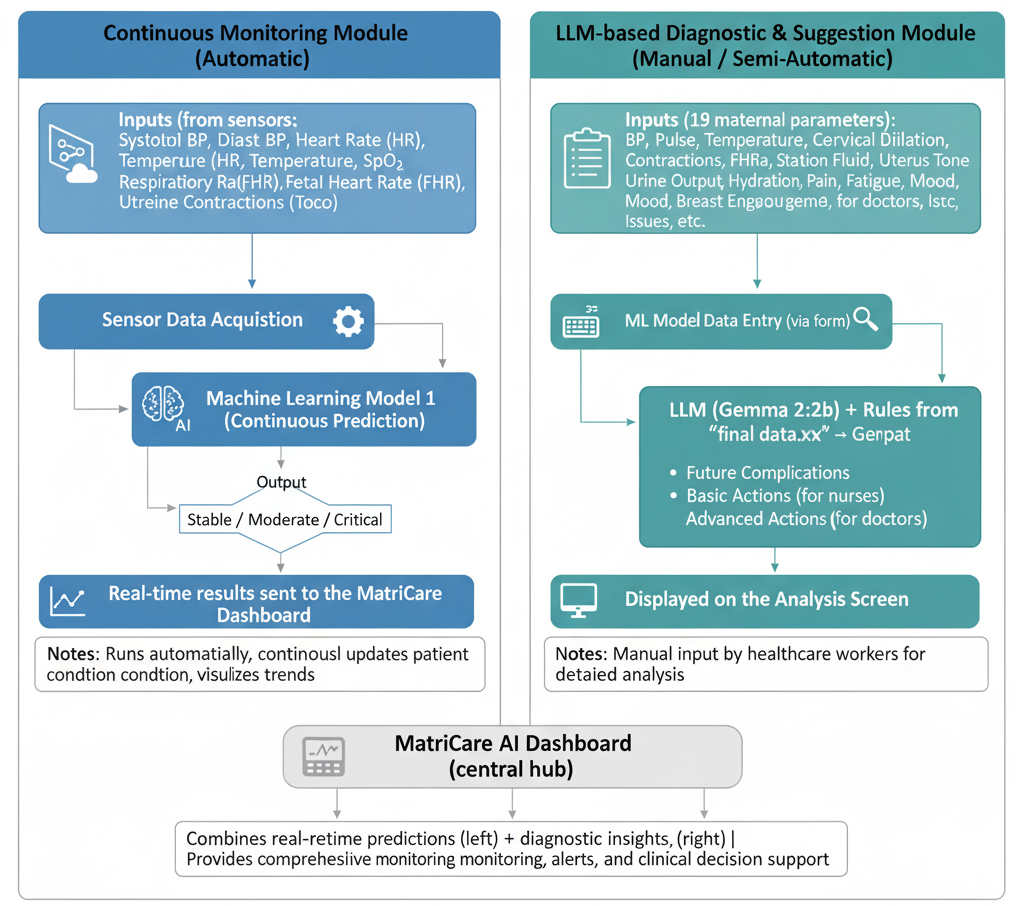 Continuous Monitoring Module
(Automatic)
Inputs (from sensors:
Systotol BP, Diast BP, Heart Rate (HR),
Temperture (HR, Temperature, SpO₂
Respiratitory Ra(FHR), Fetal Heart Rate (FHR),
Utreine Contractions (Toco)
Sensor Data Acquistion
AI
Machine Learning Model 1
(Continuous Prediction)
Output
Stable / Moderate / Critical
Real-time results sent to the MatriCare
Dashboard
Notes: Runs automatially, continousl updates patient
condtion condtion, visulizes trends
LLM-based Diagnostic & Suggestion Module
(Manual / Semi-Automatic)
Inputs (19 maternal parameters):
BP, Pulse, Temperature, Cervical Diilation,
Contractions, FHRa, Station Fluid, Uterus Tone
Urine Output, Hydration, Pain, Fatigue, Mood,
Mood, Breast Engɐougeme, for doctors, Istc,
Issues, etc.
ML Model Data Entry (via form)
LLM (Gemma 2:2b) + Rules from
"final data.xx" → Gempat
• Future Complications
• Basic Actions (for nurses)
Advanced Actions (for doctors)
Displayed on the Analysis Screen
Notes: Manual input by healthcare workers for
detaied analysis
MatriCare AI Dashboard
(central hub)
Combines real-retime predictions (left) + diagnostic insights, (right) |
Provides comprehesive monitoring monitoring, alerts, and clinical decision support